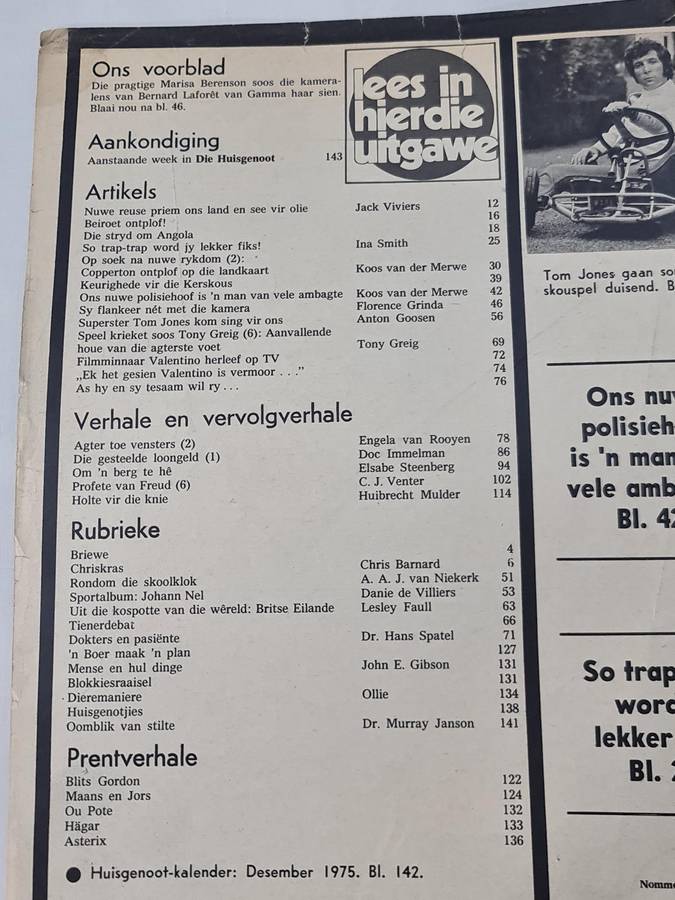 Ons voorblad
Die pragtige Marisa Berenson soos die kamera-
lens van Bernard Laforêt van Gamma haar sien.
Blaai nou na bl. 46.
lees in
hierdie
uitgawe
Aankondiging
Aanstaande week in Die Huisgenoot 143
Artikels
Nuwe reuse priem ons land en see vir olie Jack Viviers 12
Beiroet ontplof! 16
Die stryd om Angola 18
So trap-trap word jy lekker fiks! Ina Smith 25
Op soek na nuwe rykdom (2):
Copperton ontplof op die landkaart Koos van der Merwe 30
Keurighede vir die Kerskous 39
Ons nuwe polisiehoof is 'n man van vele ambagte Koos van der Merwe 42
Sy flankeer nét met die kamera Florence Grinda 46
Superster Tom Jones kom sing vir ons Anton Goosen 56
Speel krieket soos Tony Greig (6): Aanvallende
houe van die agterste voet Tony Greig 69
Filmminnaar Valentino herleef op TV 72
„Ek het gesien Valentino is vermoor . . .” 74
As hy en sy tesaam wil ry . . . 76
Verhale en vervolgverhale
Agter toe vensters (2) Engela van Rooyen 78
Die gesteelde loongeld (1) Doc Immelman 86
Om 'n berg te hê Elsabe Steenberg 94
Profete van Freud (6) C. J. Venter 102
Holte vir die knie Huibrecht Mulder 114
Rubrieke
Briewe 4
Chriskras Chris Barnard 6
Rondom die skoolklok A. A. J. van Niekerk 51
Sportalbum: Johann Nel Danie de Villiers 53
Uit die kospotte van die wêreld: Britse Eilande Lesley Faull 63
Tienerdebat 66
Dokters en pasiënte Dr. Hans Spatel 71
'n Boer maak 'n plan 127
Mense en hul dinge John E. Gibson 131
Blokkiesraaisel 131
Dieremaniere Ollie 134
Huisgenotjies 138
Oomblik van stilte Dr. Murray Janson 141
Prentverhale
Blits Gordon 122
Maans en Jors 124
Ou Pote 132
Hägar 133
Asterix 136
● Huisgenoot-kalender: Desember 1975. Bl. 142.
Tom Jones gaan
skouspel duisend.
Ons
polisieh
is 'n man
vele amb
Bl. 42
So trap
word
lekker
Bl.